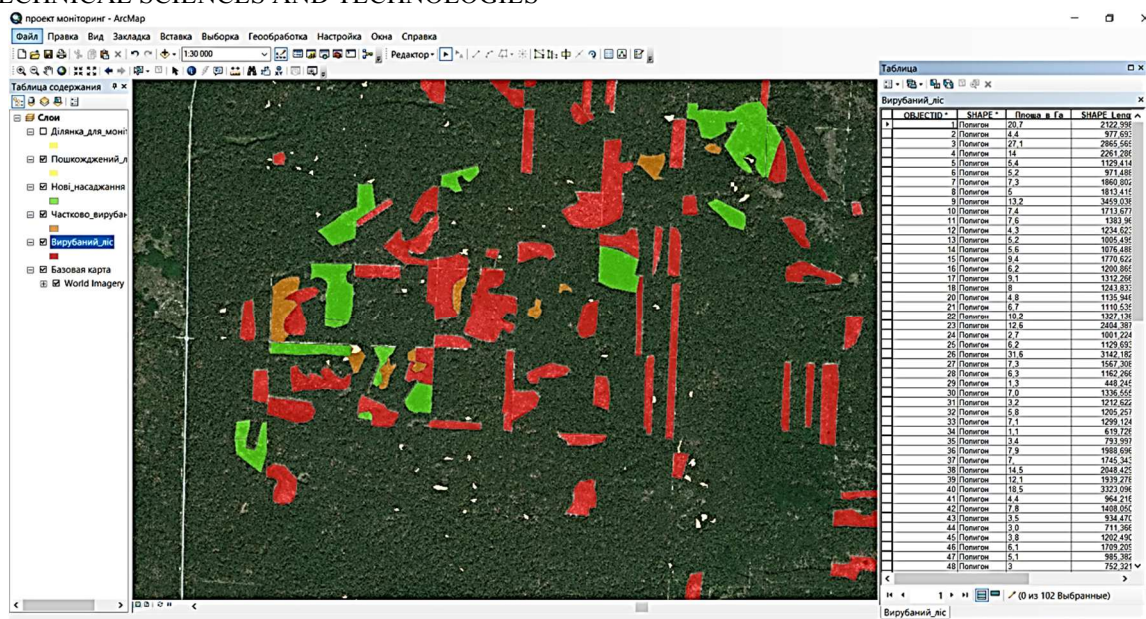 TECHNICAL SCIENCES AND TECHNOLOGIES
проект моніторинг - ArcMap
Файл Правка Вид Закладка Вставка Выборка Геообработка Настройка Окна Справка
1:30 000 Редактор
Таблица содержания
Слои
Ділянка_для_моніт
Пошкожджений_л
Нові_насаджання
Частково_вирубан
Вирубаний_ліс
Базовая карта
World Imagery
Таблица
Вирубаний_ліс
OBJECTID * SHAPE * Площа_в_Га SHAPE_Leng
1 Полигон 20,7 2122,998
2 Полигон 4,4 977,693
3 Полигон 27,1 2865,565
4 Полигон 14 2261,286
5 Полигон 5,4 1129,414
6 Полигон 5,2 971,488
7 Полигон 7,3 1860,802
8 Полигон 5 1813,415
9 Полигон 13,2 3459,038
10 Полигон 7,4 1713,677
11 Полигон 7,6 1383,96
12 Полигон 4,3 1234,623
13 Полигон 5,2 1005,495
14 Полигон 5,6 1076,488
15 Полигон 9,4 1770,622
16 Полигон 6,2 1200,865
17 Полигон 9,1 1312,266
18 Полигон 8 1243,833
20 Полигон 4,8 1135,946
21 Полигон 6,7 1110,535
22 Полигон 10,2 1327,136
23 Полигон 12,6 2404,387
24 Полигон 2,7 1001,224
25 Полигон 6,2 1129,693
26 Полигон 31,6 3142,182
27 Полигон 7,3 1567,308
28 Полигон 6,3 1162,266
29 Полигон 1,3 448,245
30 Полигон 7,0 1336,555
31 Полигон 3,2 1212,622
32 Полигон 5,8 1205,257
33 Полигон 7,1 1299,124
34 Полигон 1,1 619,726
35 Полигон 3,4 793,997
36 Полигон 7,9 1988,696
37 Полигон 7, 1745,343
38 Полигон 14,5 2048,425
39 Полигон 12,1 1939,278
40 Полигон 18,5 3323,096
41 Полигон 4,4 964,216
42 Полигон 7,8 1408,050
43 Полигон 3,5 934,470
44 Полигон 3,0 711,366
45 Полигон 3,8 1202,490
46 Полигон 6,1 1709,205
47 Полигон 5,1 985,382
48 Полигон 3 752,321
1 (0 из 102 Выбранные)
Вирубаний_ліс